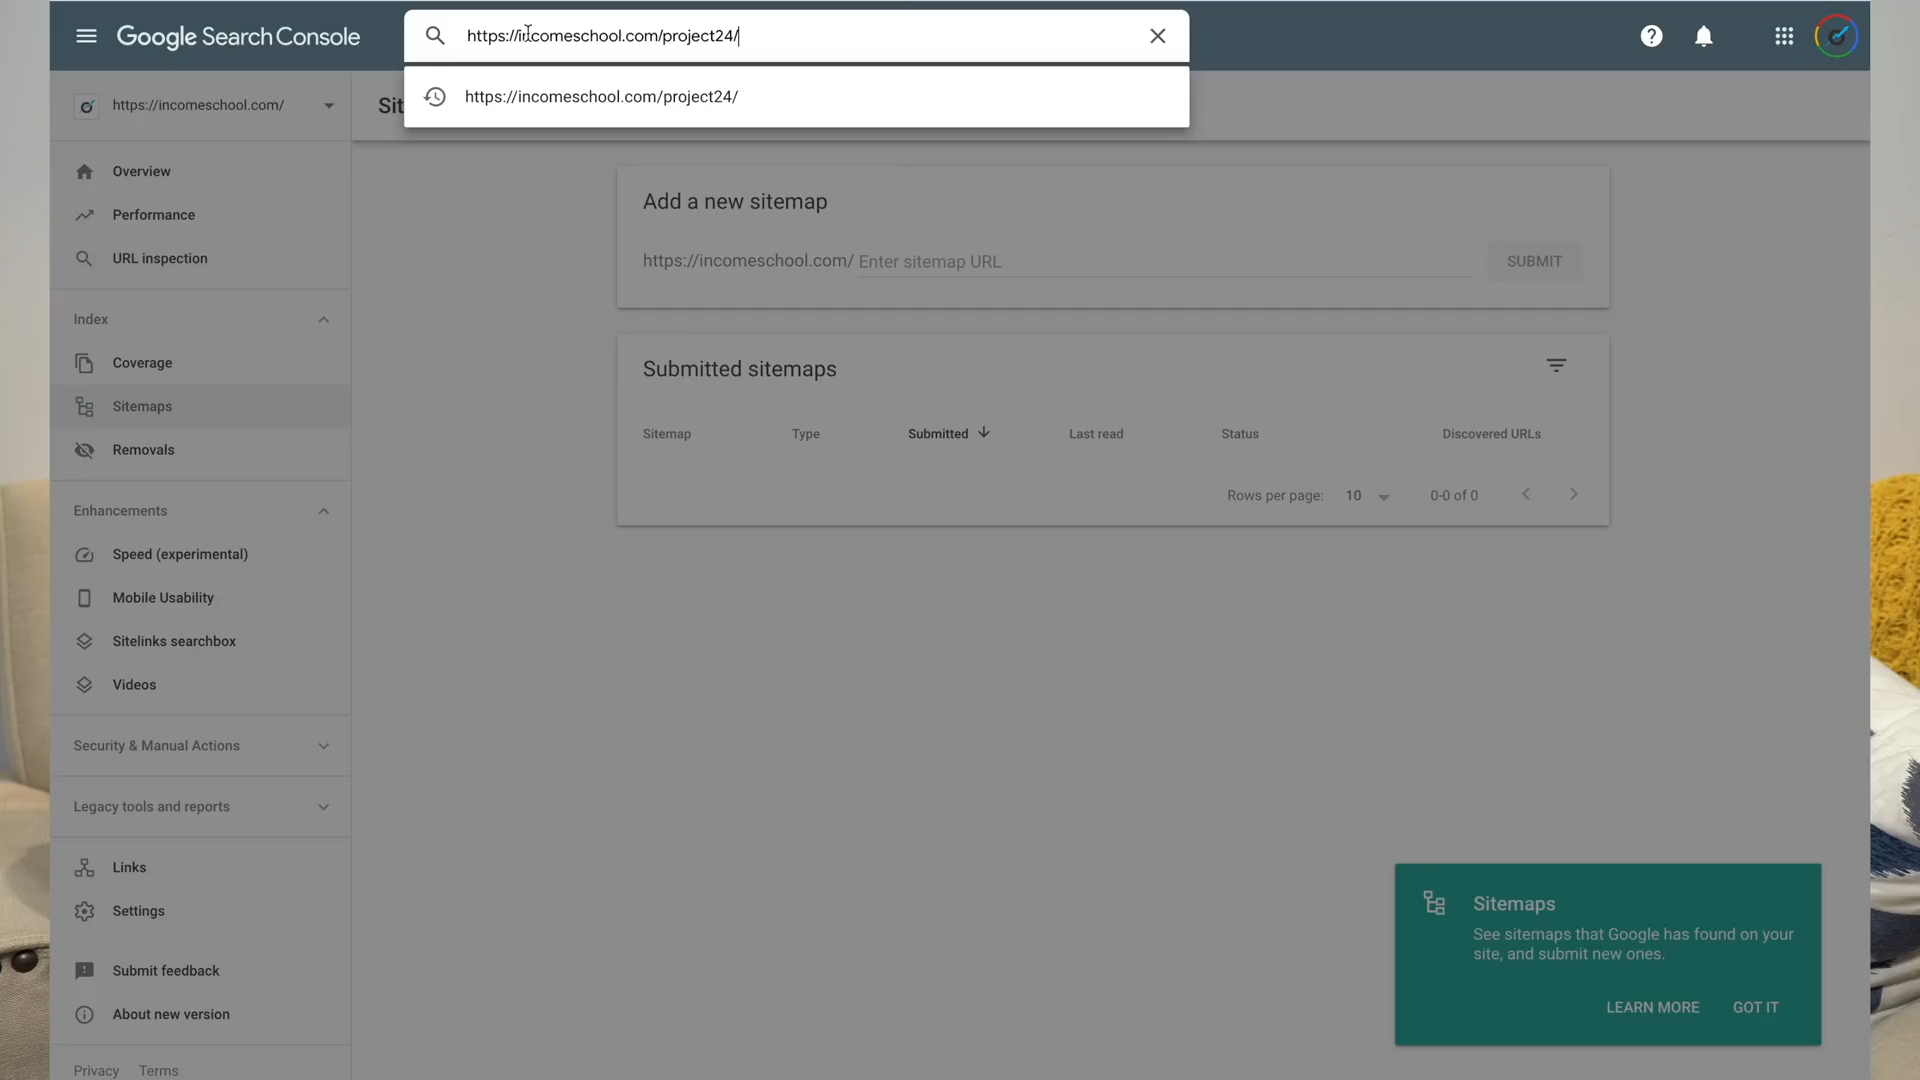 Google Search Console
https://incomeschool.com/project24/
https://incomeschool.com/project24/
https://incomeschool.com/
Sit
Overview
Performance
URL inspection
Index
Coverage
Sitemaps
Removals
Enhancements
Speed (experimental)
Mobile Usability
Sitelinks searchbox
Videos
Security & Manual Actions
Legacy tools and reports
Links
Settings
Submit feedback
About new version
Privacy Terms
Add a new sitemap
https://incomeschool.com/ Enter sitemap URL SUBMIT
Submitted sitemaps
Sitemap Type Submitted Last read Status Discovered URLs
Rows per page: 10 0-0 of 0
Sitemaps
See sitemaps that Google has found on your
site, and submit new ones.
LEARN MORE GOT IT